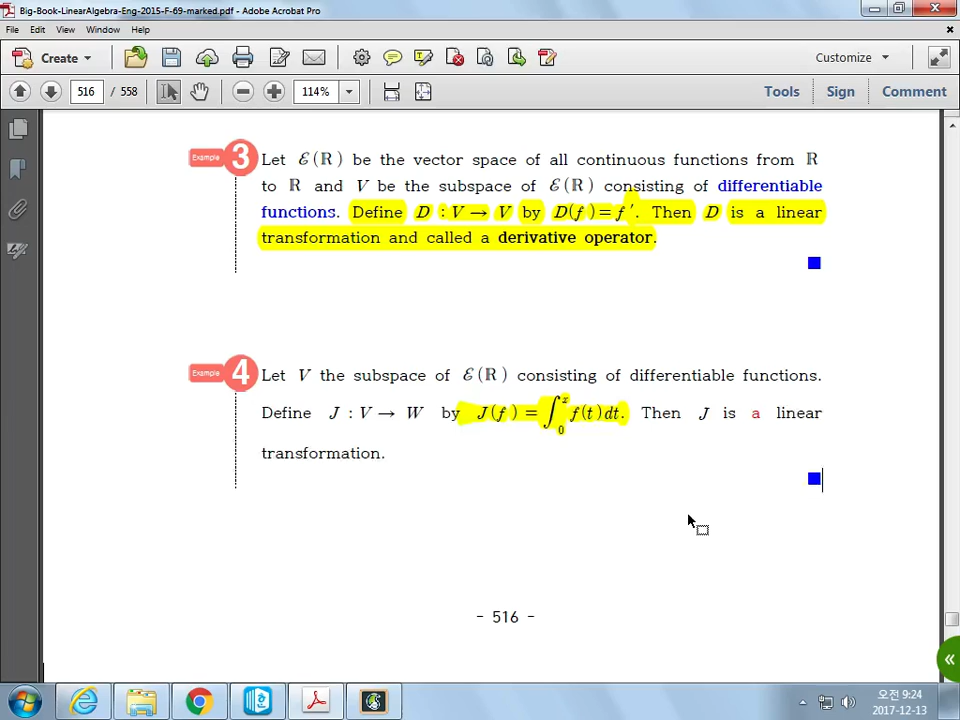 Big-Book-LinearAlgebra-Eng-2015-F-69-marked.pdf - Adobe Acrobat Pro
File Edit View Window Help
Create Customize
516 / 558 114% Tools Sign Comment
Example 3 Let ℰ(ℝ) be the vector space of all continuous functions from ℝ
to ℝ and V be the subspace of ℰ(ℝ) consisting of differentiable
functions. Define D : V → V by D(f) = f ′. Then D is a linear
transformation and called a derivative operator.
Example 4 Let V the subspace of ℰ(ℝ) consisting of differentiable functions.
Define J : V → W by J(f) = ∫₀ˣ f(t)dt. Then J is a linear
transformation.
- 516 -
오전 9:24
2017-12-13